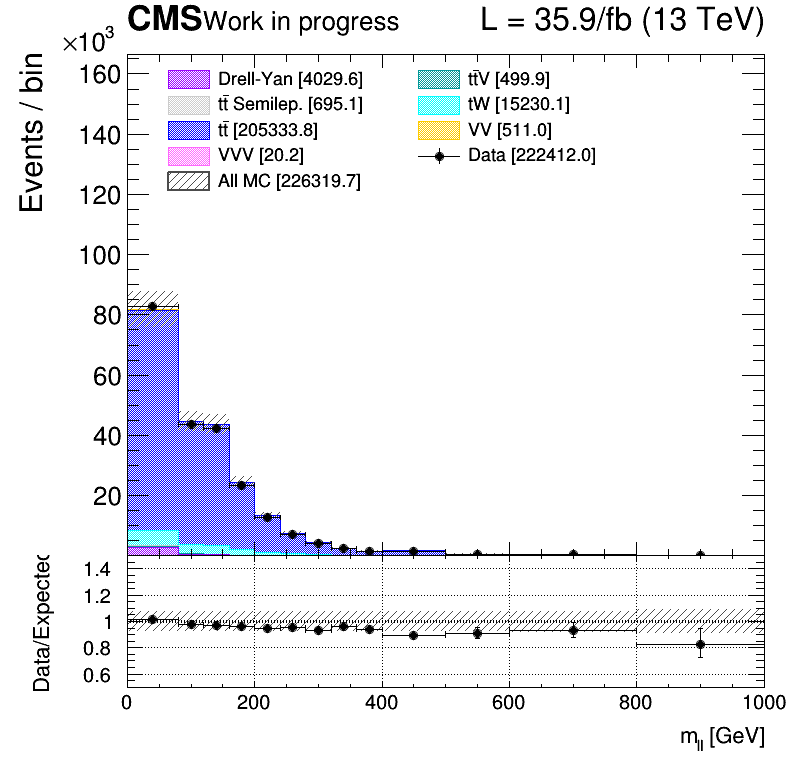 CMS Work in progress L = 35.9/fb (13 TeV)
×10³
Events / bin
160
140
120
100
80
60
40
20
Drell-Yan [4029.6]
tt̄ Semilep. [695.1]
tt̄ [205333.8]
VVV [20.2]
All MC [226319.7]
tt̄V [499.9]
tW [15230.1]
VV [511.0]
Data [222412.0]
Data/Expected
1.4
1.2
1
0.8
0.6
0 200 400 600 800 1000
m_ll [GeV]